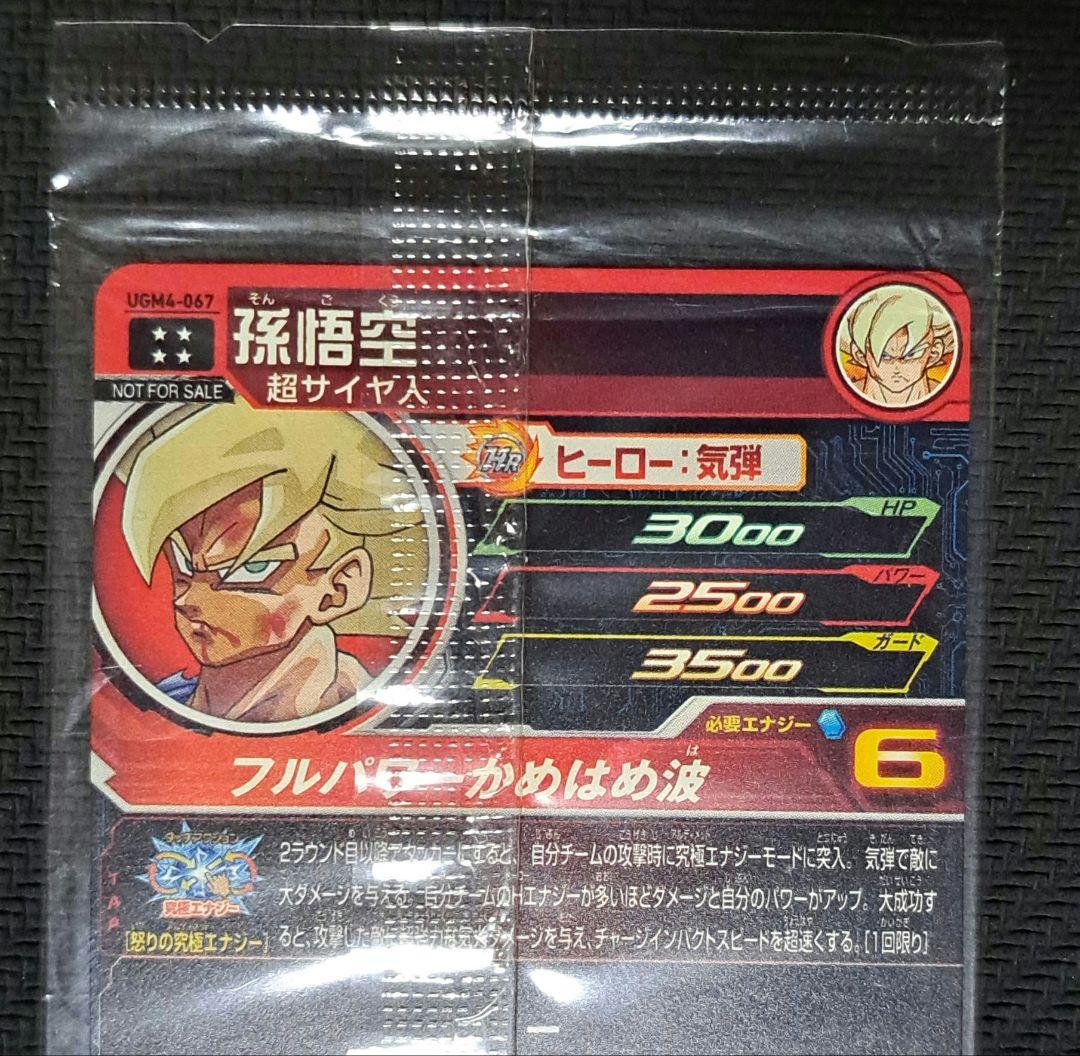 UGM4-067
そん ご くう
孫悟空
超サイヤ人
NOT FOR SALE
HR
ヒーロー:気弾
HP
3000
パワー
2500
ガード
3500
必要エナジー
6
は
フルパワーかめはめ波
タップアクション
究極エナジー
TAP
[怒りの究極エナジー]
2ラウンド目以降アタッカーにすると、自分チームの攻撃時に究極エナジーモードに突入。気弾で敵に
大ダメージを与える。自分チームのHエナジーが多いほどダメージと自分のパワーがアップ。大成功す
ると、攻撃した敵に ダメージを与え、チャージインパクトスピードを超速くする。[1回限り]